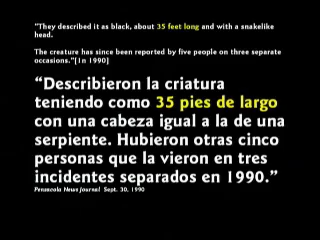 "They described it as black, about 35 feet long and with a snakelike
head.
The creature has since been reported by five people on three separate
occasions."[In 1990]
“Describieron la criatura
teniendo como 35 pies de largo
con una cabeza igual a la de una
serpiente. Hubieron otras cinco
personas que la vieron en tres
incidentes separados en 1990.”
Pensacola News Journal Sept. 30, 1990